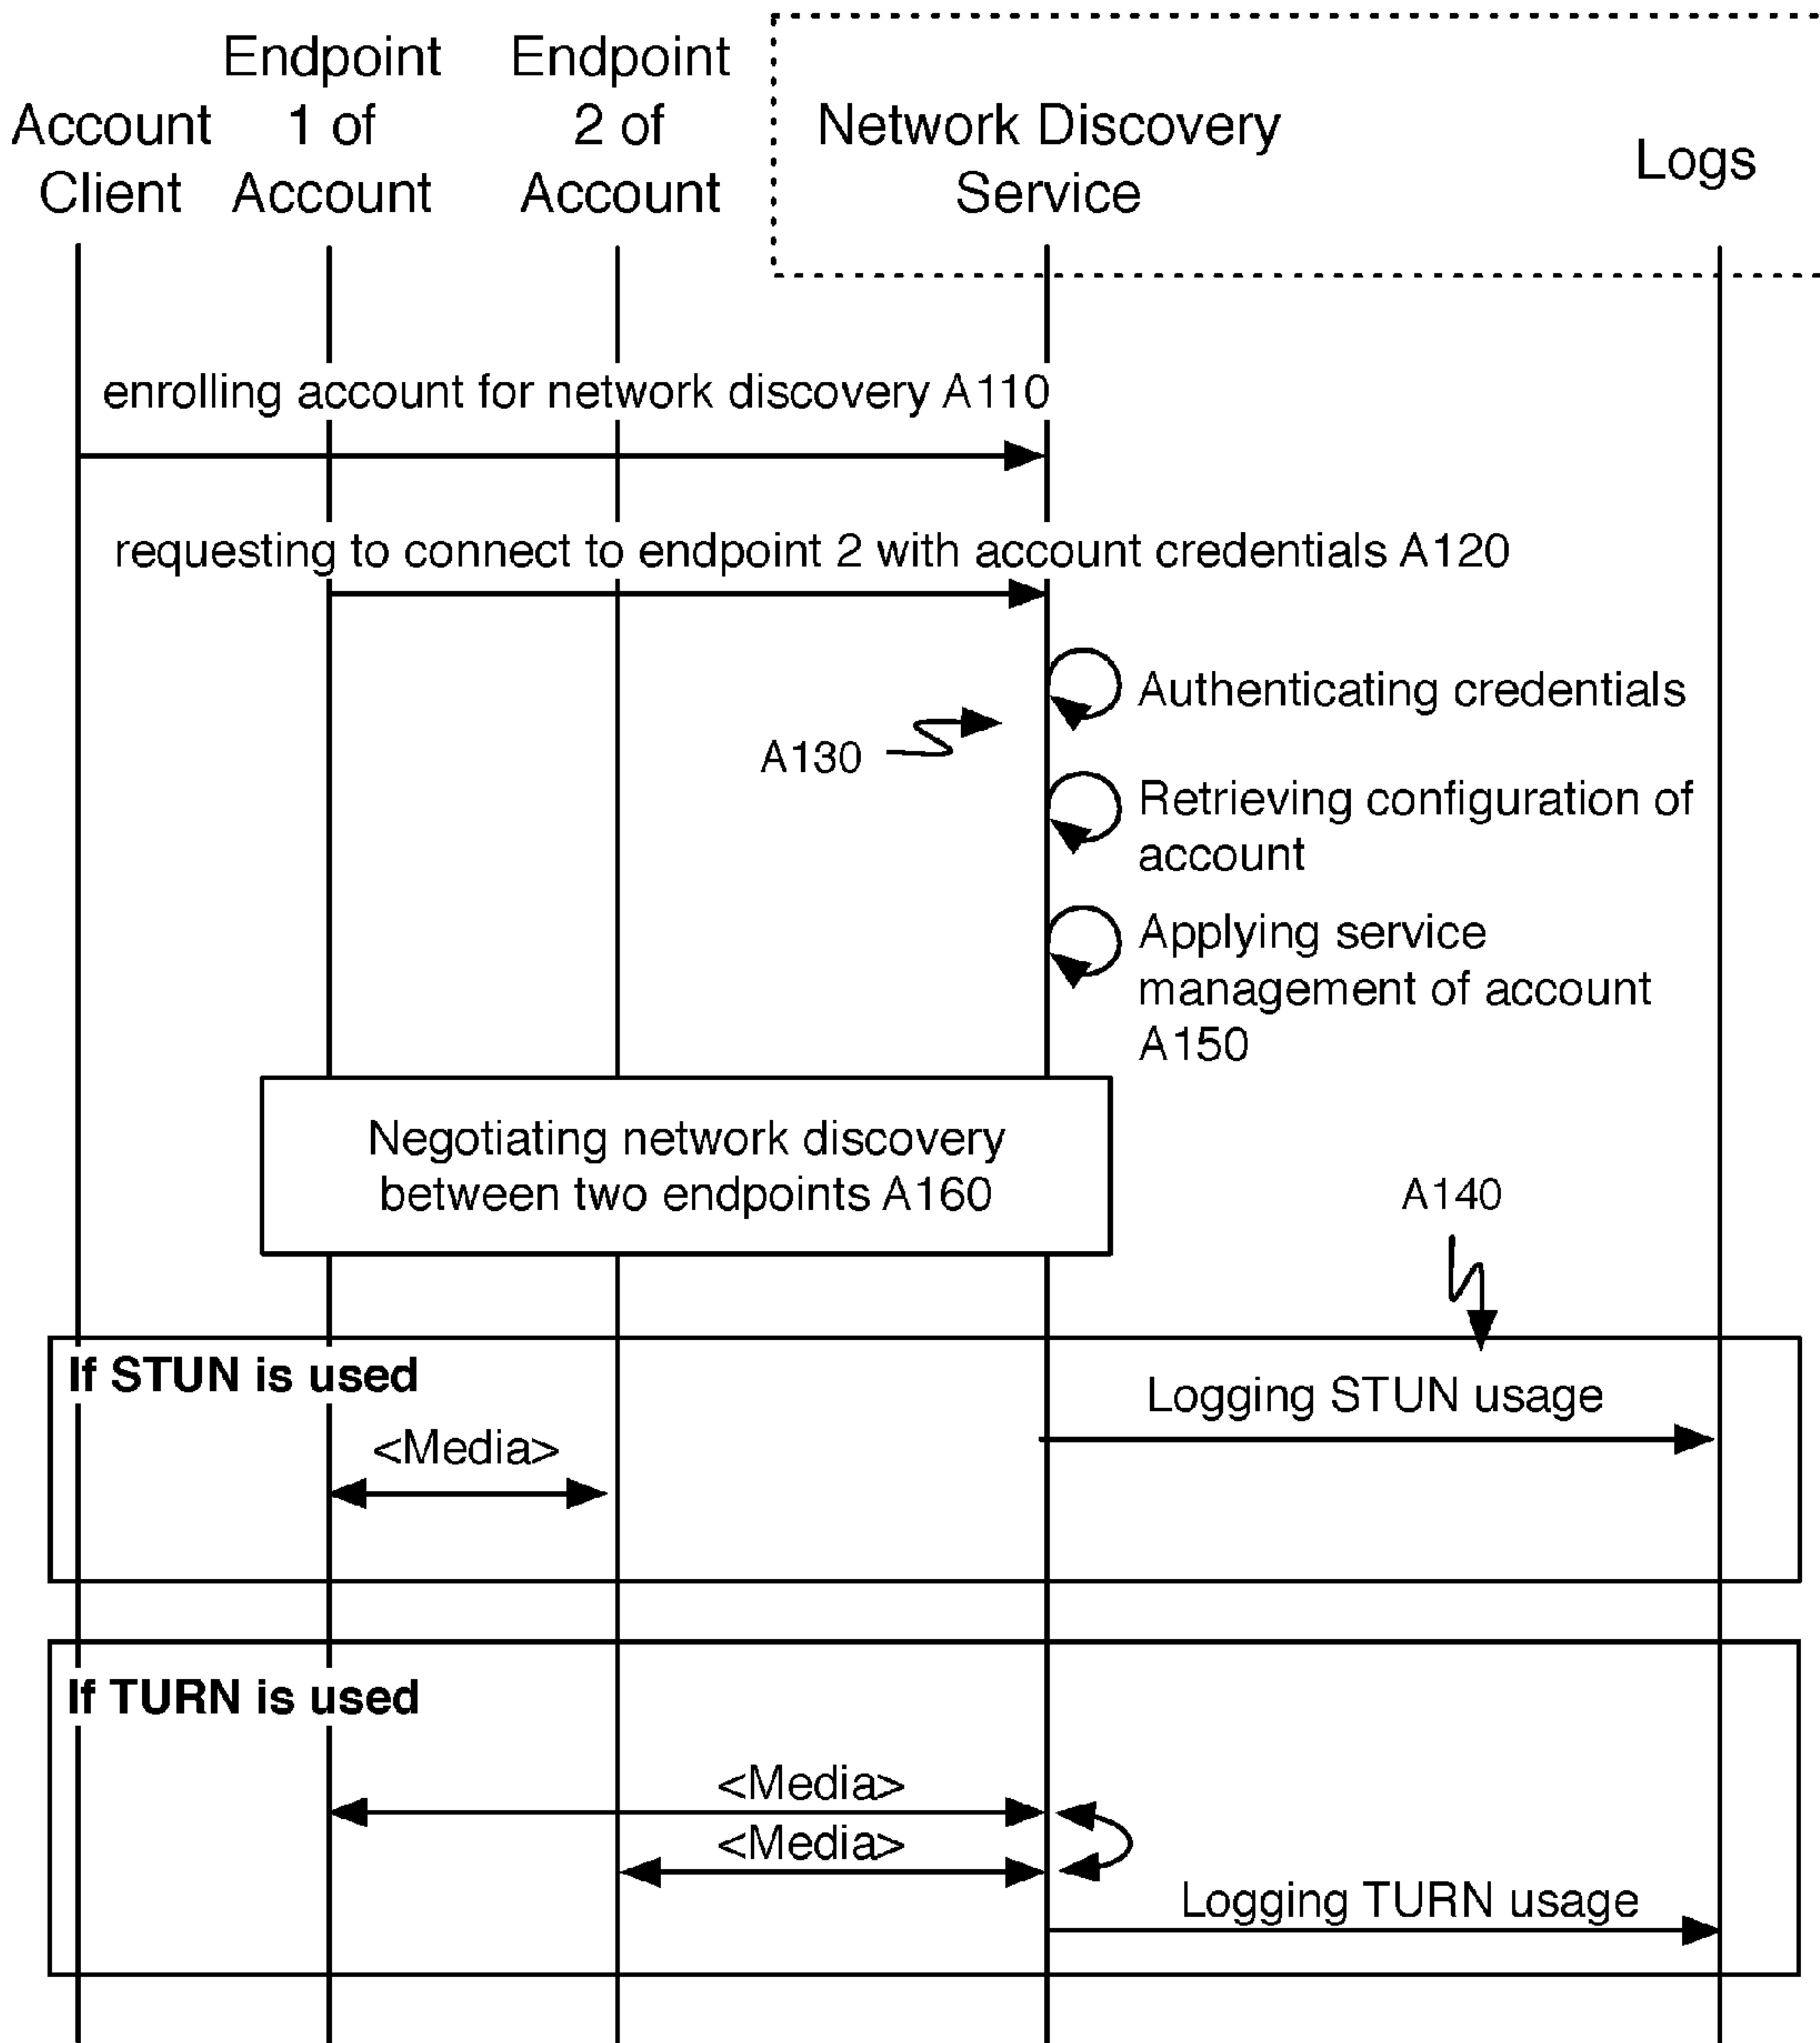 Account
Client
Endpoint
1 of
Account
Endpoint
2 of
Account
Network Discovery
Service
Logs
enrolling account for network discovery A110
requesting to connect to endpoint 2 with account credentials A120
Authenticating credentials
A130
Retrieving configuration of
account
Applying service
management of account
A150
Negotiating network discovery
between two endpoints A160
A140
If STUN is used
Logging STUN usage
<Media>
If TURN is used
<Media>
<Media>
Logging TURN usage